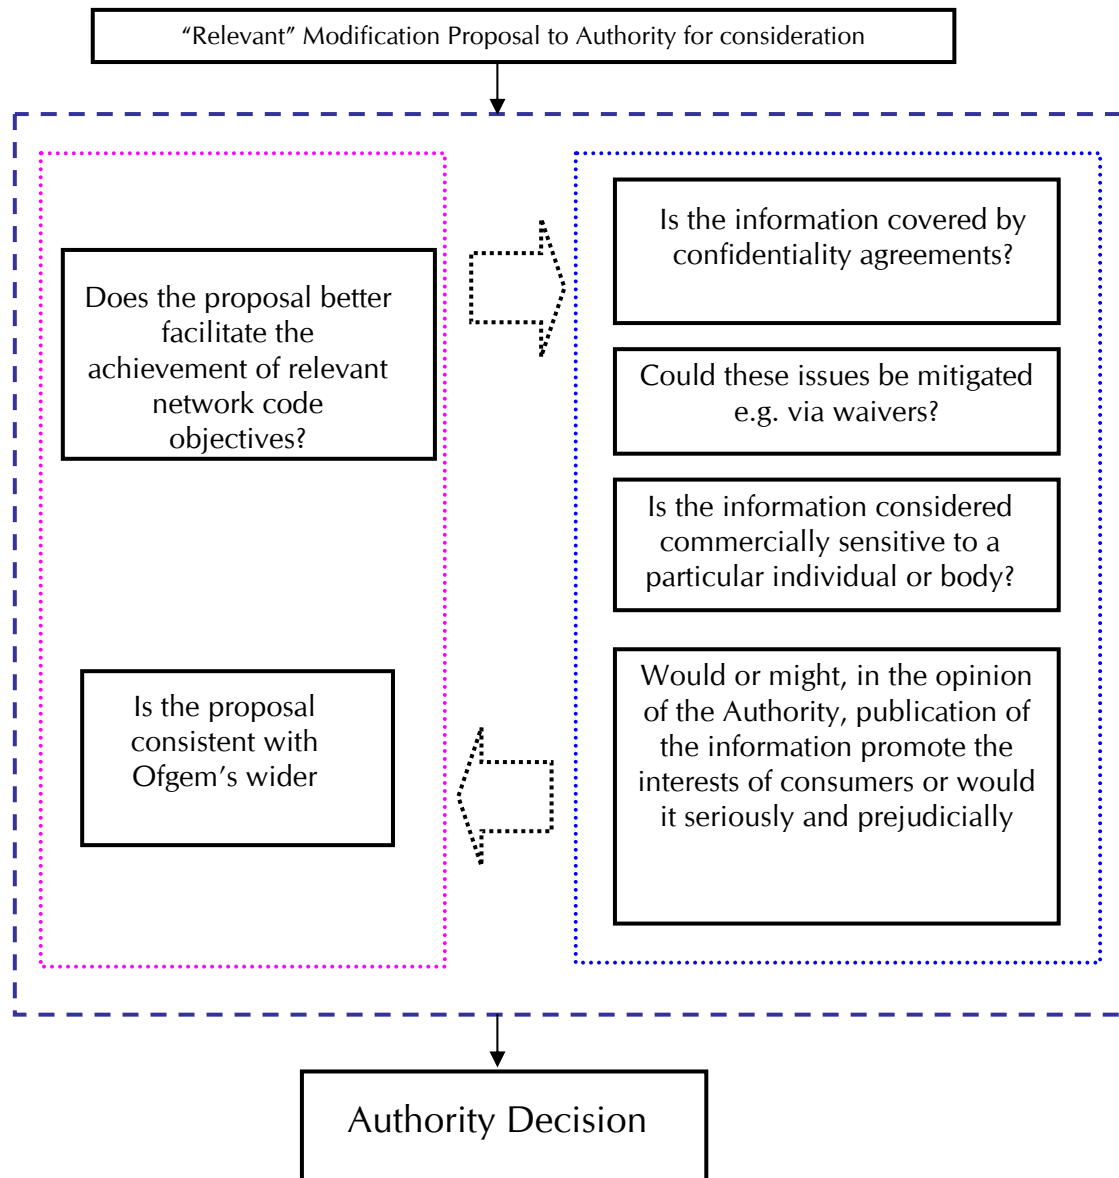 “Relevant” Modification Proposal to Authority for consideration
Does the proposal better
facilitate the
achievement of relevant
network code
objectives?
Is the proposal
consistent with
Ofgem’s wider
Is the information covered by
confidentiality agreements?
Could these issues be mitigated
e.g. via waivers?
Is the information considered
commercially sensitive to a
particular individual or body?
Would or might, in the opinion
of the Authority, publication of
the information promote the
interests of consumers or would
it seriously and prejudicially
Authority Decision